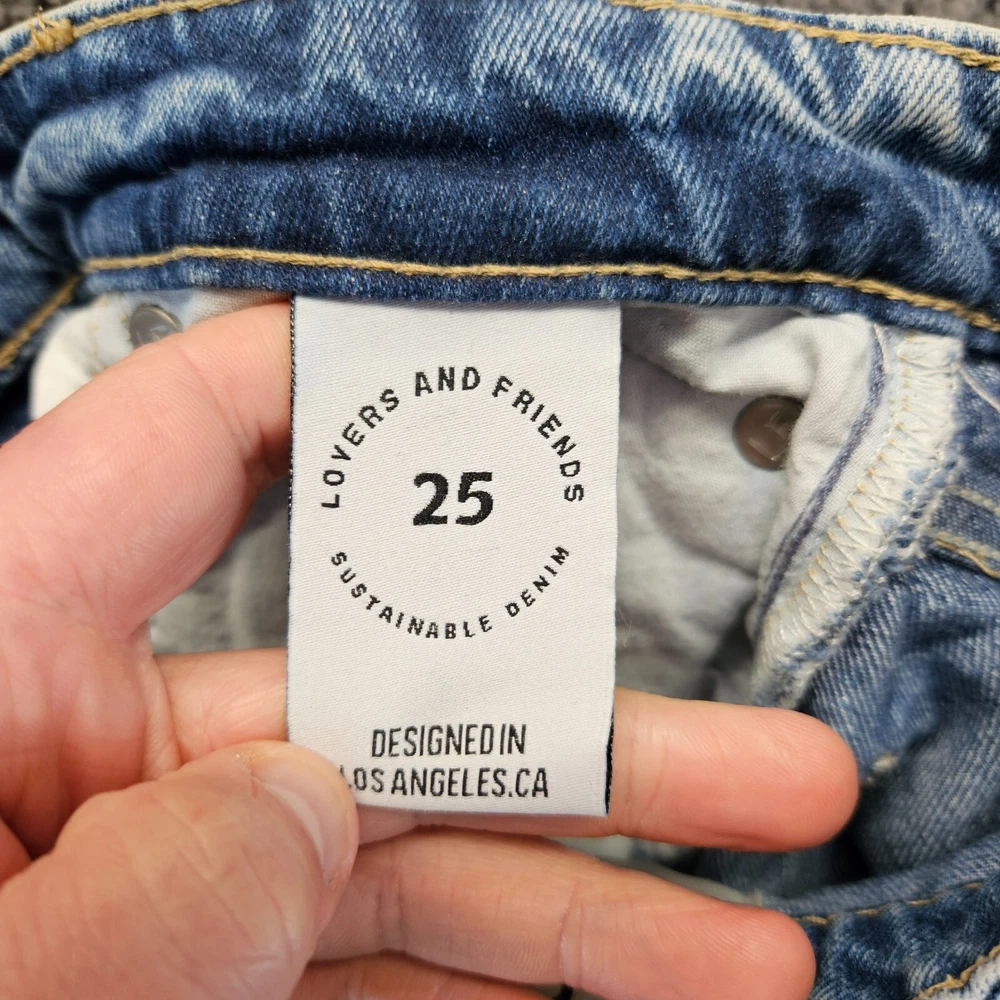 LOVERS AND FRIENDS
25
SUSTAINABLE DENIM
DESIGNED IN
LOS ANGELES.CA